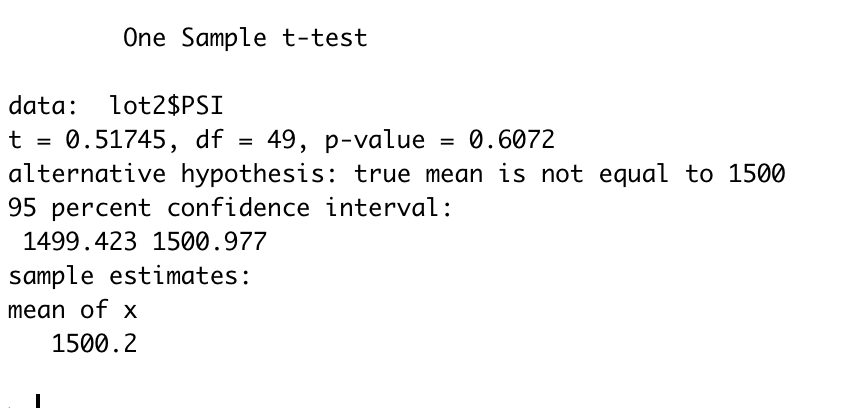 One Sample t-test
data:  lot2$PSI
t = 0.51745, df = 49, p-value = 0.6072
alternative hypothesis: true mean is not equal to 1500
95 percent confidence interval:
 1499.423 1500.977
sample estimates:
mean of x
   1500.2